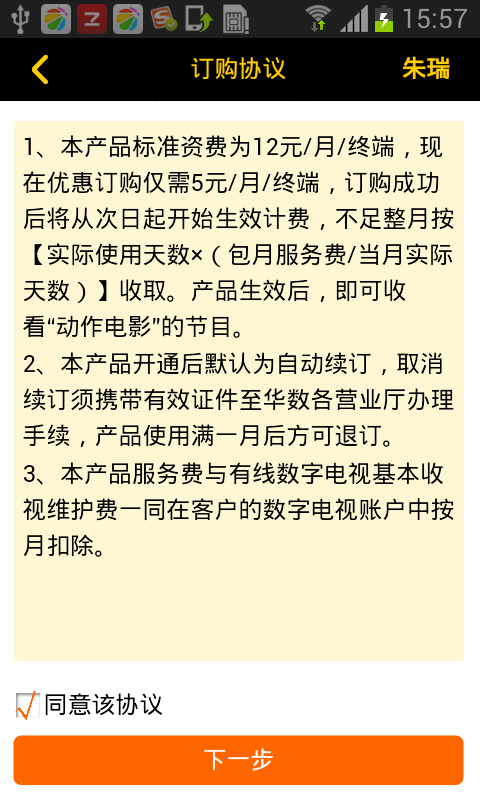 15:57
订购协议
朱瑞
1、本产品标准资费为12元/月/终端，现
在优惠订购仅需5元/月/终端，订购成功
后将从次日起开始生效计费，不足整月按
【实际使用天数×（包月服务费/当月实际
天数）】收取。产品生效后，即可收
看“动作电影”的节目。
2、本产品开通后默认为自动续订，取消
续订须携带有效证件至华数各营业厅办理
手续，产品使用满一月后方可退订。
3、本产品服务费与有线数字电视基本收
视维护费一同在客户的数字电视账户中按
月扣除。
同意该协议
下一步